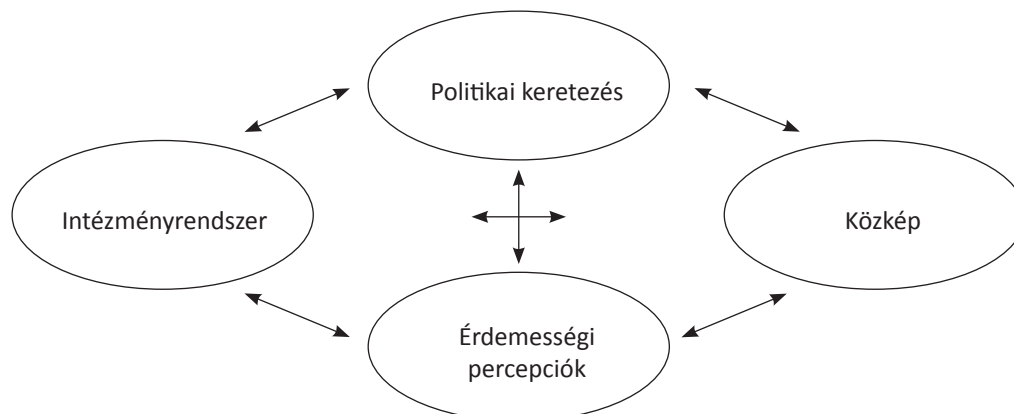 Politikai keretezés
Intézményrendszer
Közkép
Érdemességi
percepciók